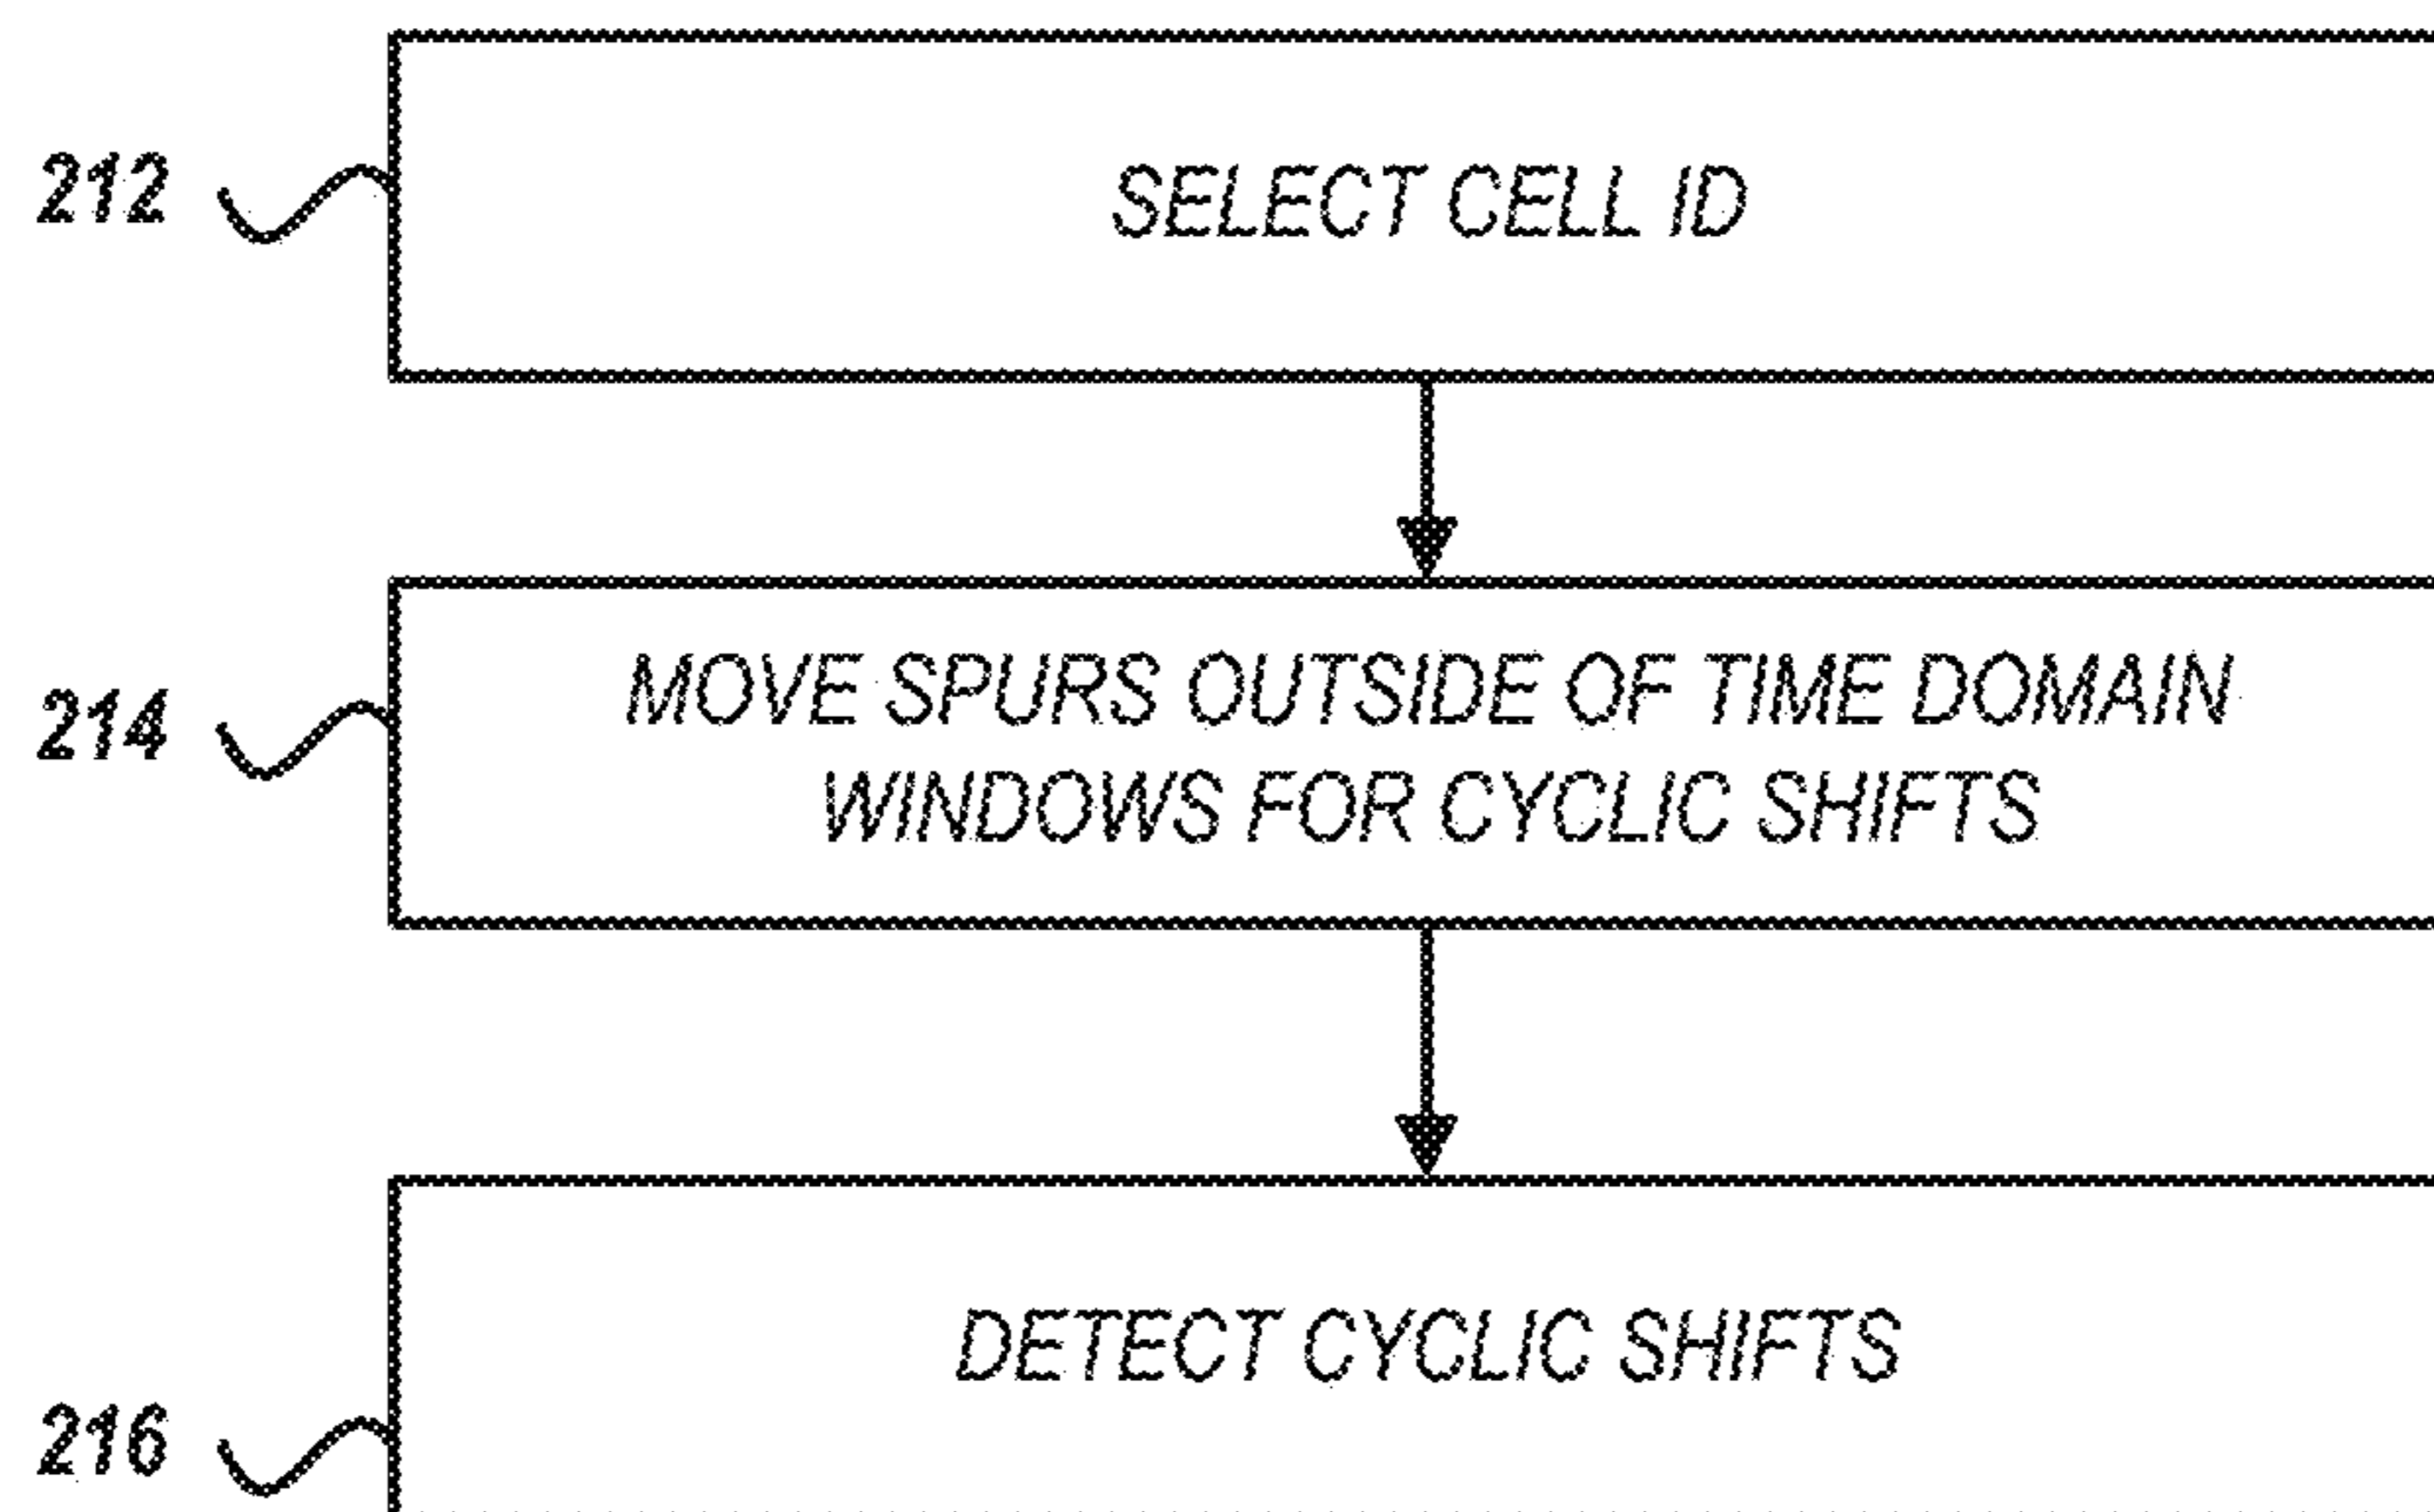 212
SELECT CELL ID
214
MOVE SPURS OUTSIDE OF TIME DOMAIN
WINDOWS FOR CYCLIC SHIFTS
DETECT CYCLIC SHIFTS
216